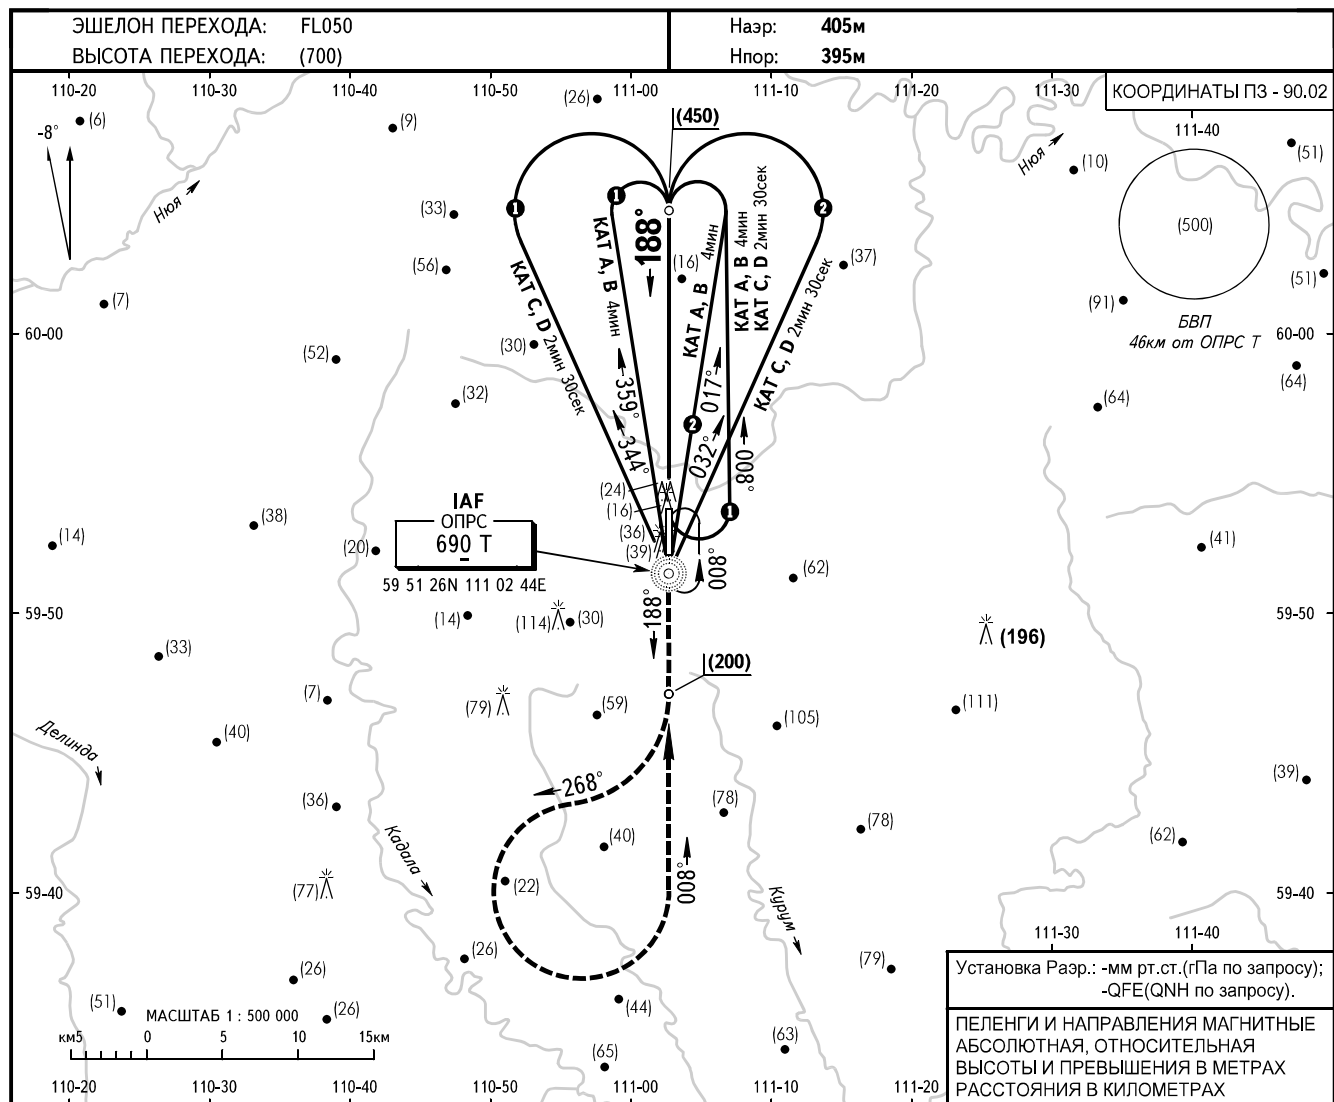 ЭШЕЛОН ПЕРЕХОДА: FL050
ВЫСОТА ПЕРЕХОДА: (700)
Наэр: 405м
Нпор: 395м
110-20 110-30 110-40 110-50 111-00 111-10 111-20 111-30
КООРДИНАТЫ ПЗ - 90.02
111-40
-8°
(6)
(9)
(26)
(450)
Нюя
Нюя
(10)
(51)
(500)
(33)
(56)
(7)
(16)
(37)
(91)
(51)
1
1
2
188°
КАТ C, D 2мин 30сек
КАТ A, B 4мин
КАТ A, B 4мин
КАТ A, B 4мин
КАТ C, D 2мин 30сек
КАТ C, D 2мин 30сек
БВП
46км от ОПРС Т
60-00
60-00
(52)
(30)
(32)
(64)
(64)
359°
344°
017°
032°
008°
2
1
(24)
(16)
(36)
(39)
IAF
ОПРС
690 T
59 51 26N 111 02 44E
(14)
(38)
(20)
(41)
(62)
008°
188°
59-50
59-50
(14)
(114)
(30)
(196)
(33)
(200)
(7)
(79)
(59)
(105)
(111)
(40)
Делинда
268°
(39)
(36)
(78)
(78)
(62)
Кадала
(40)
(22)
(77)
008°
Курум
59-40
59-40
111-30 111-40
(26)
(26)
(79)
(51)
(26)
(44)
(63)
(65)
МАСШТАБ 1 : 500 000
км5 0 5 10 15км
110-20 110-30 110-40 110-50 111-00 111-10 111-20
Установка Раэр.: -мм рт.ст.(гПа по запросу);
-QFE(QNH по запросу).
ПЕЛЕНГИ И НАПРАВЛЕНИЯ МАГНИТНЫЕ
АБСОЛЮТНАЯ, ОТНОСИТЕЛЬНАЯ
ВЫСОТЫ И ПРЕВЫШЕНИЯ В МЕТРАХ
РАССТОЯНИЯ В КИЛОМЕТРАХ